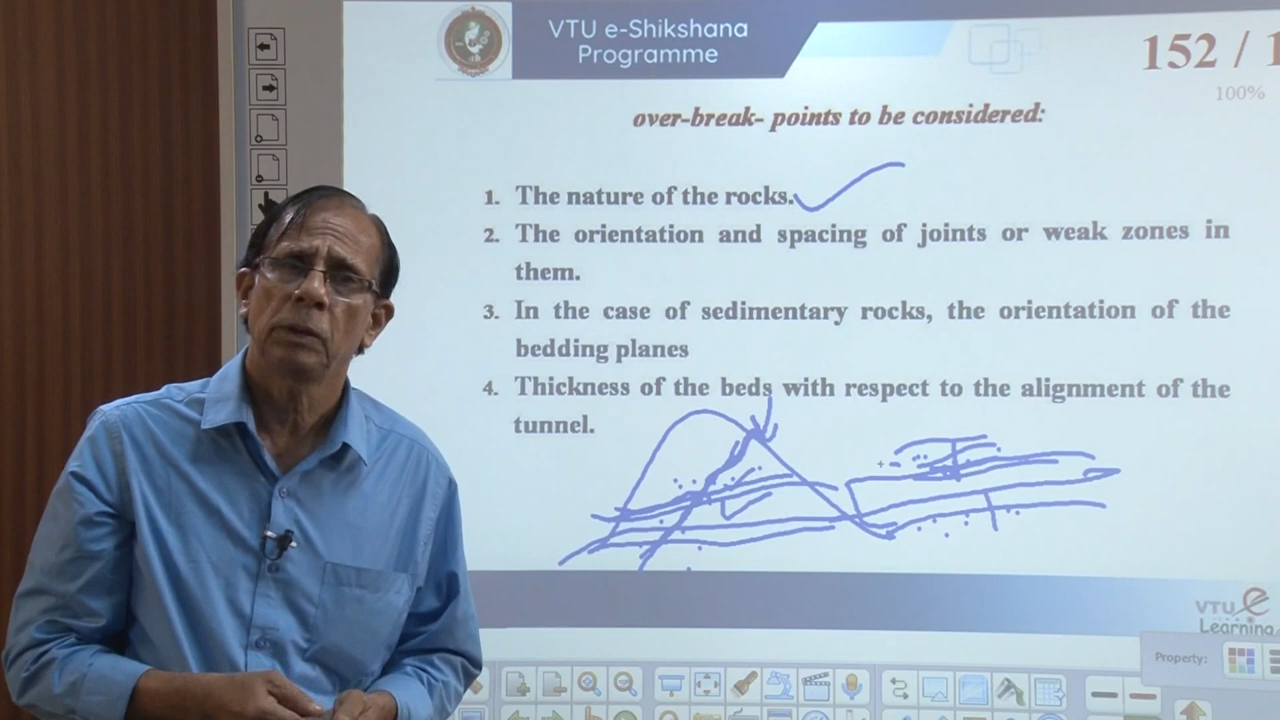 VTU e-Shikshana
Programme
152 / 1
100%
over-break- points to be considered:
1. The nature of the rocks.
2. The orientation and spacing of joints or weak zones in
them.
3. In the case of sedimentary rocks, the orientation of the
bedding planes
4. Thickness of the beds with respect to the alignment of the
tunnel.
VTU e
Learning
Property: